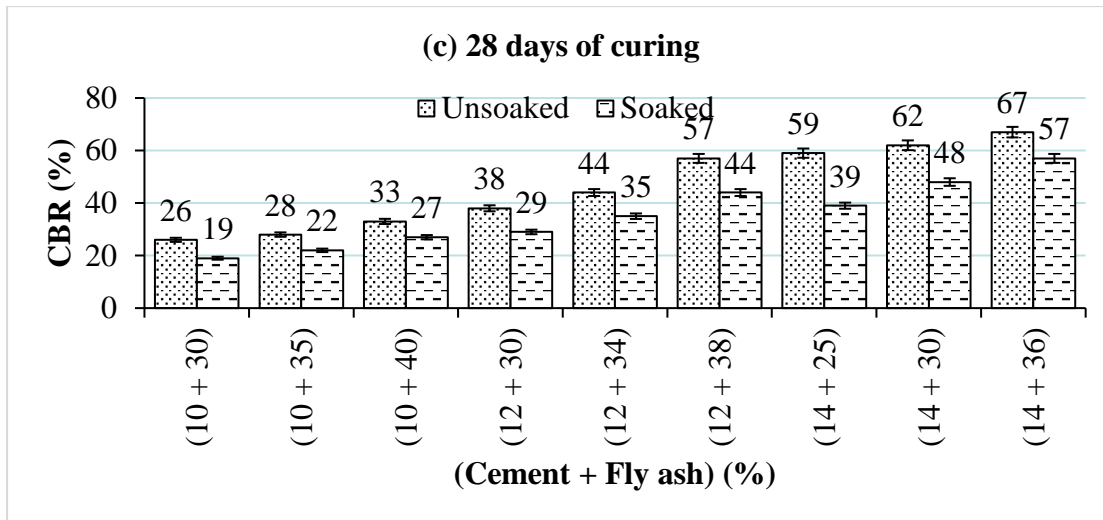 (c) 28 days of curing
Unsoaked Soaked
CBR (%)
80
60
40
20
0
26 19 28 22 33 27 38 29 44 35 57 44 59 39 62 48 67 57
(10 + 30)
(10 + 35)
(10 + 40)
(12 + 30)
(12 + 34)
(12 + 38)
(14 + 25)
(14 + 30)
(14 + 36)
(Cement + Fly ash) (%)